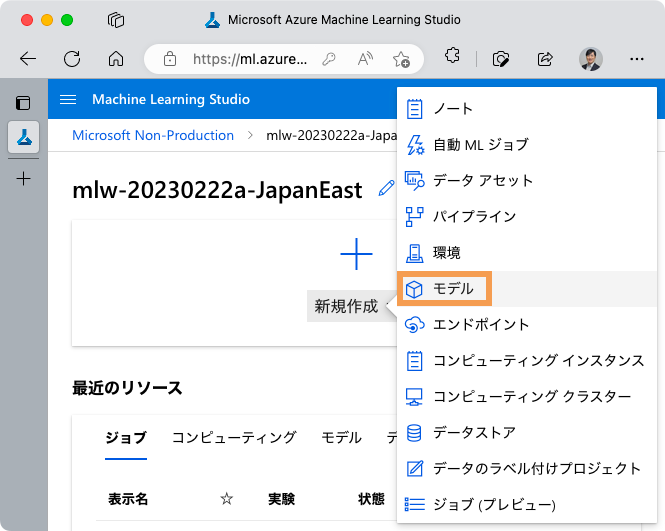 Microsoft Azure Machine Learning Studio
https://ml.azure...
Machine Learning Studio
Microsoft Non-Production > mlw-20230222a-Japa
mlw-20230222a-JapanEast
新規作成
ノート
自動 ML ジョブ
データ アセット
パイプライン
環境
モデル
エンドポイント
コンピューティング インスタンス
コンピューティング クラスター
データストア
データのラベル付けプロジェクト
ジョブ (プレビュー)
最近のリソース
ジョブ コンピューティング モデル デ
表示名 実験 状態